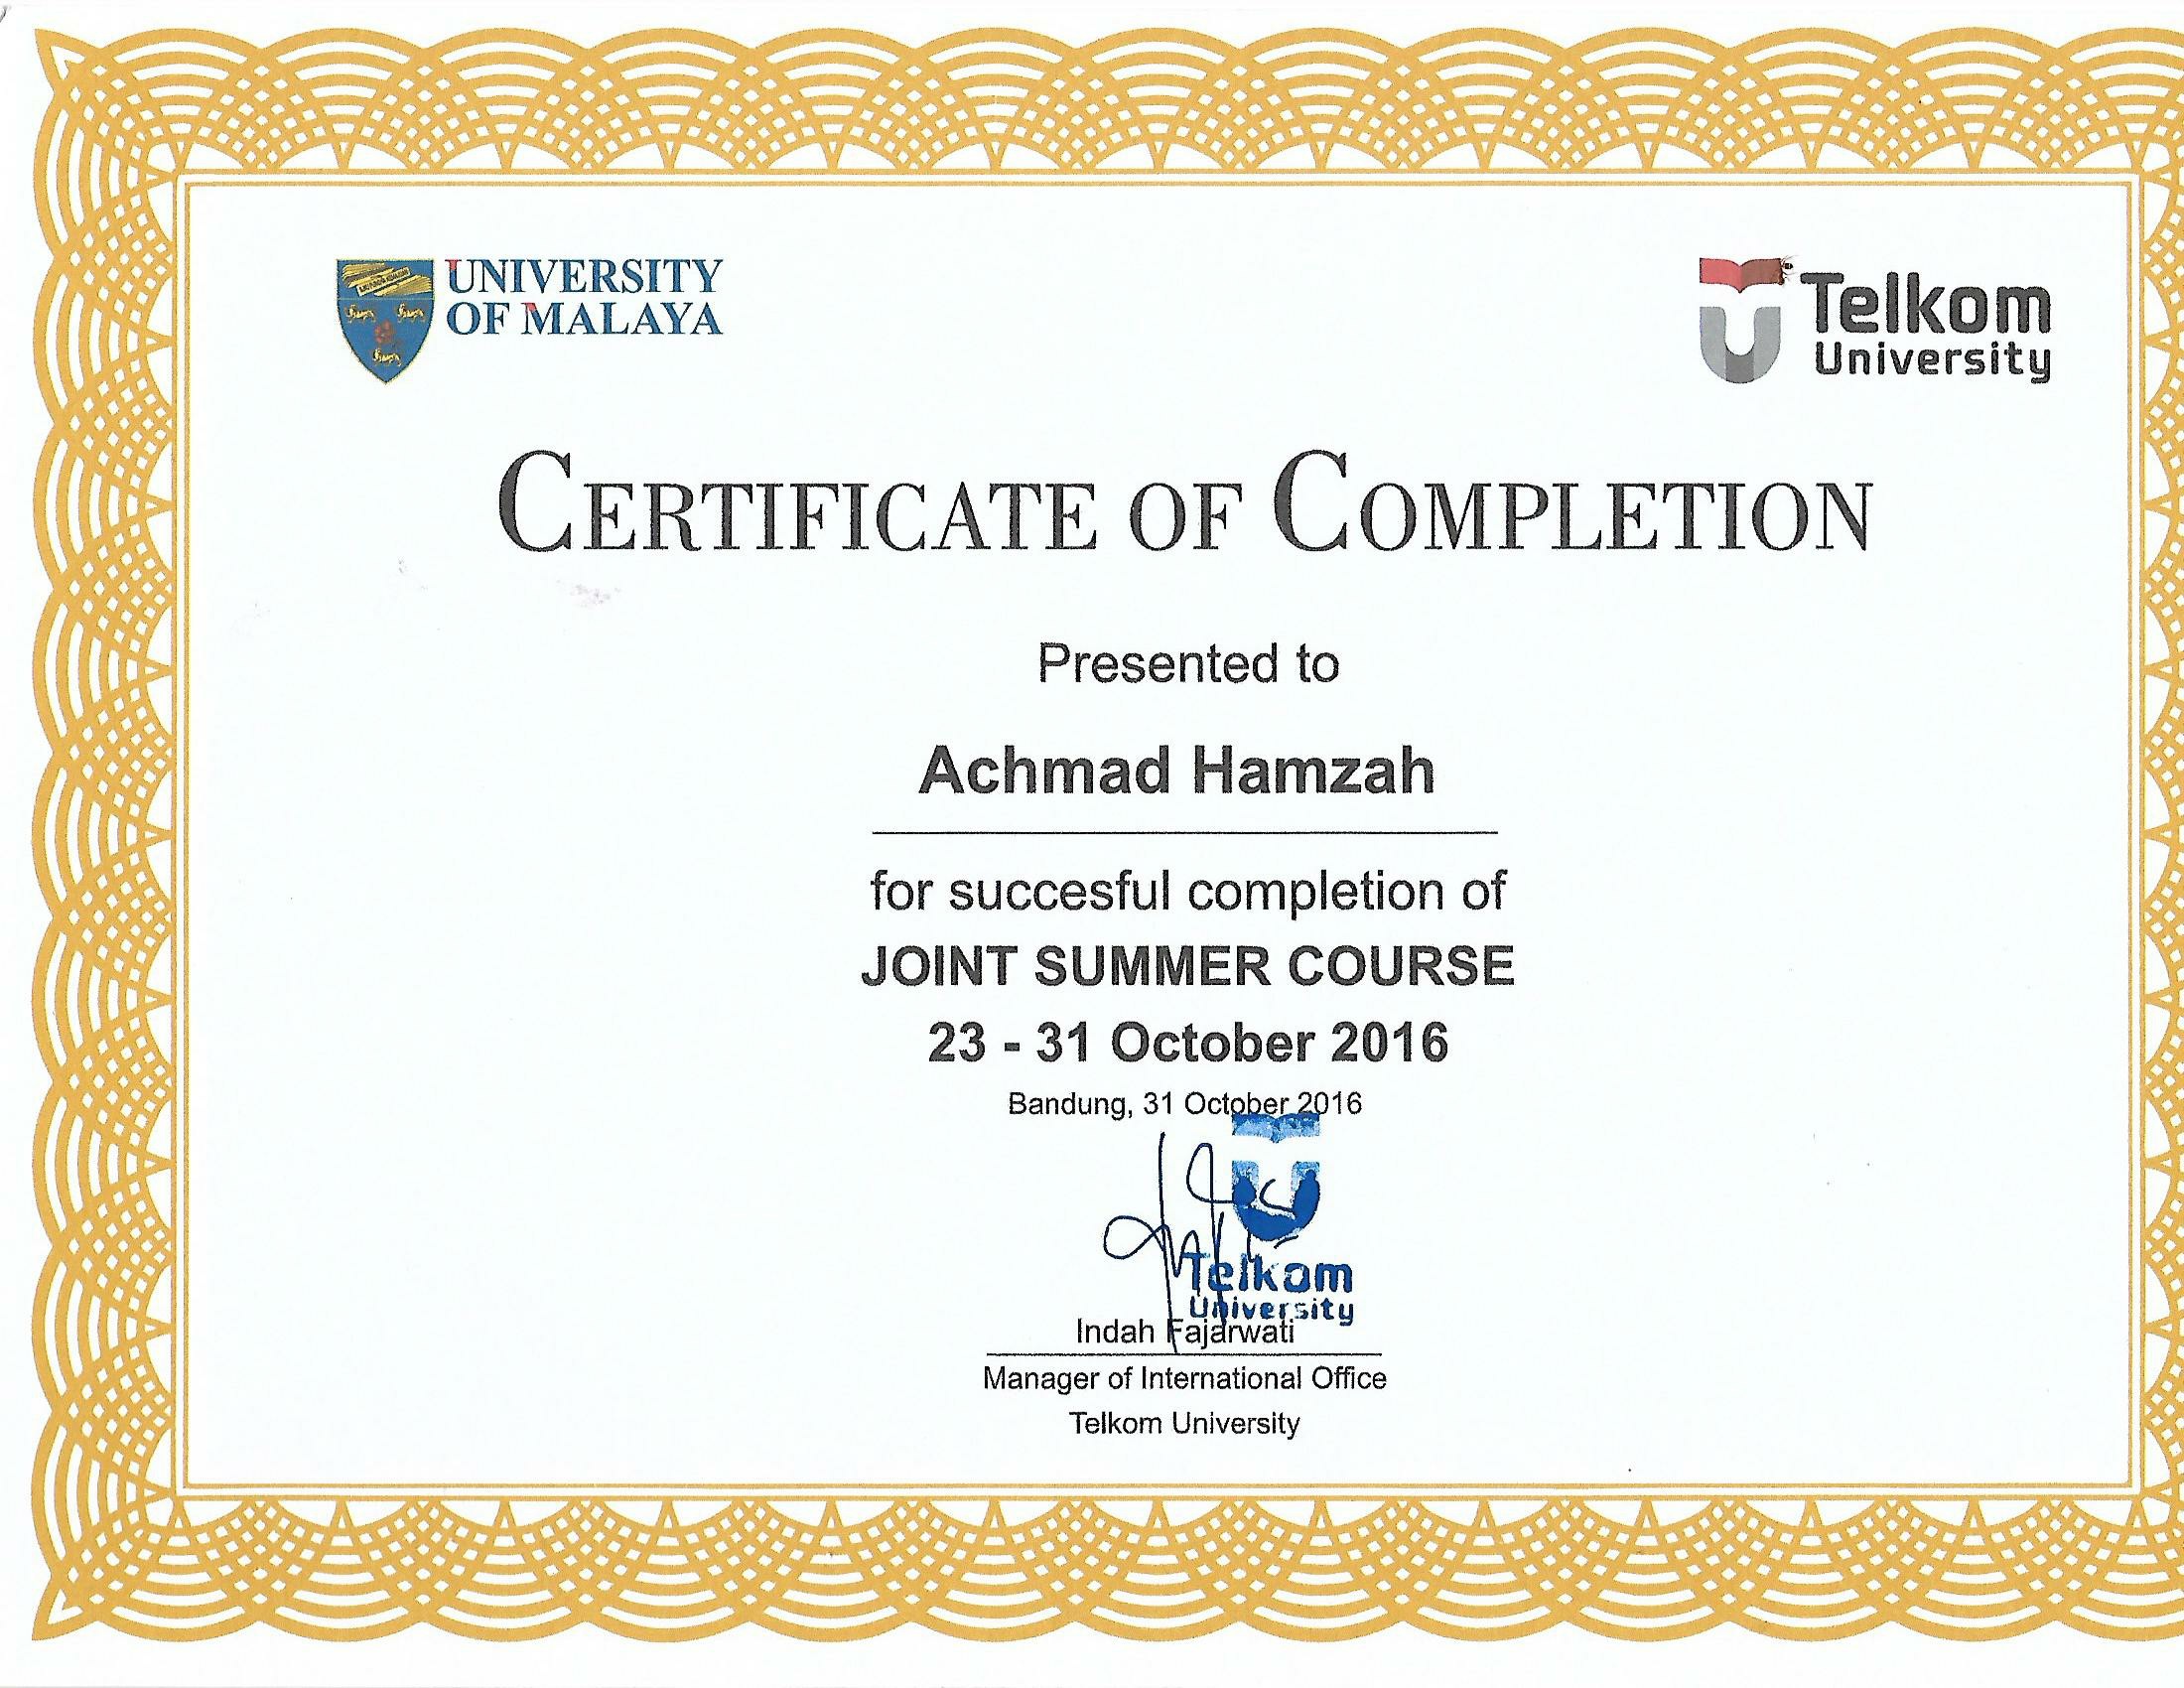 UNIVERSITY
OF MALAYA
Telkom
University
CERTIFICATE OF COMPLETION
Presented to
Achmad Hamzah
for succesful completion of
JOINT SUMMER COURSE
23 - 31 October 2016
Bandung, 31 October 2016
Telkom
University
Indah Fajarwati
Manager of International Office
Telkom University